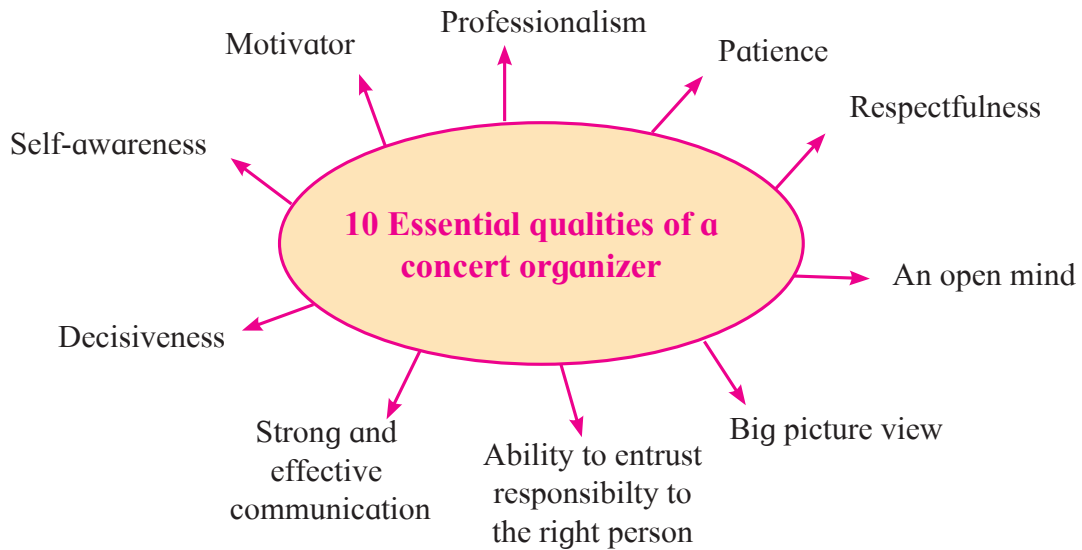 Professionalism
Motivator
Patience
Respectfulness
Self-awareness
10 Essential qualities of a
concert organizer
An open mind
Decisiveness
Big picture view
Strong and
effective
communication
Ability to entrust
responsibilty to
the right person